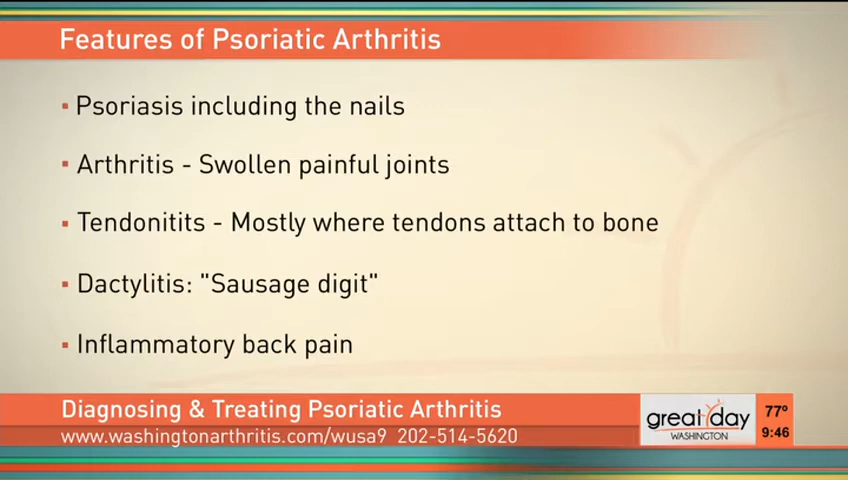 Features of Psoriatic Arthritis
▪ Psoriasis including the nails
▪ Arthritis - Swollen painful joints
▪ Tendonitits - Mostly where tendons attach to bone
▪ Dactylitis: "Sausage digit"
▪ Inflammatory back pain
Diagnosing & Treating Psoriatic Arthritis
www.washingtonarthritis.com/wusa9 202-514-5620
great day
WASHINGTON
77º
9:46